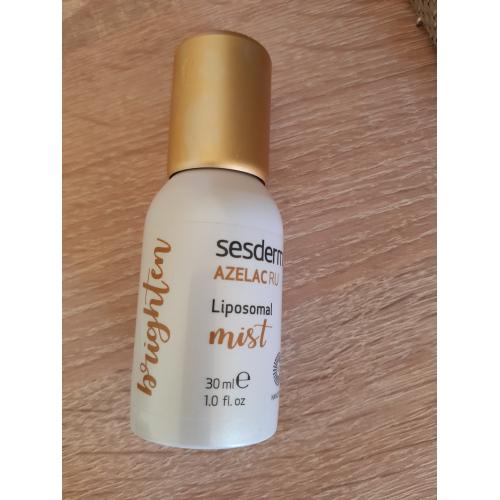 brighten
sesderm
AZELAC RU
Liposomal
mist
30 ml e
1.0 fl. oz